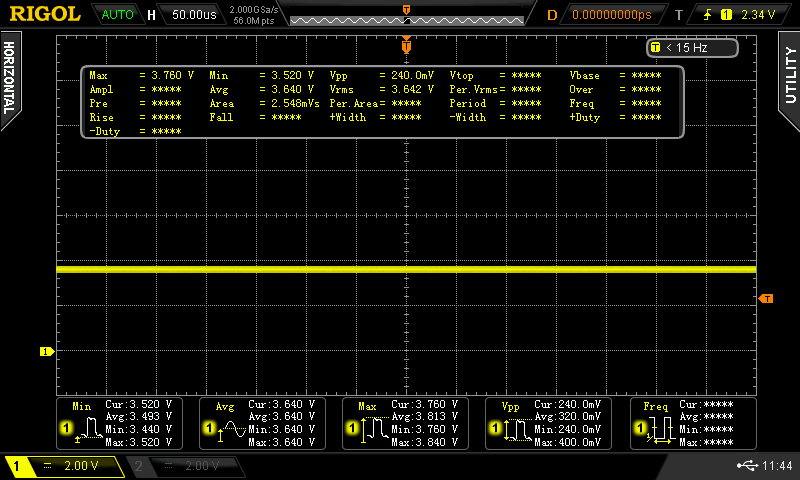 RIGOL AUTO H 50.00us 2.000GSa/s 56.0M pts T D 0.00000000ps T 1 2.34 V
HORIZONTAL
UTILITY
T
T < 15 Hz
Max = 3.760 V Min = 3.520 V Vpp = 240.0mV Vtop = ***** Vbase = *****
Ampl = ***** Avg = 3.640 V Vrms = 3.642 V Per.Vrms= ***** Over = *****
Pre = ***** Area = 2.548mVs Per.Area= ***** Period = ***** Freq = *****
Rise = ***** Fall = ***** +Width = ***** -Width = ***** +Duty = *****
-Duty = *****
T
1
Min Cur:3.520 V
Avg:3.493 V
1 Min:3.440 V
Max:3.520 V
Avg Cur:3.640 V
Avg:3.640 V
1 Min:3.640 V
Max:3.640 V
Max Cur:3.760 V
Avg:3.813 V
1 Min:3.760 V
Max:3.840 V
Vpp Cur:240.0mV
Avg:320.0mV
1 Min:240.0mV
Max:400.0mV
Freq Cur:*****
Avg:*****
1 Min:*****
Max:*****
1 2.00 V 2 2.00 V 11:44